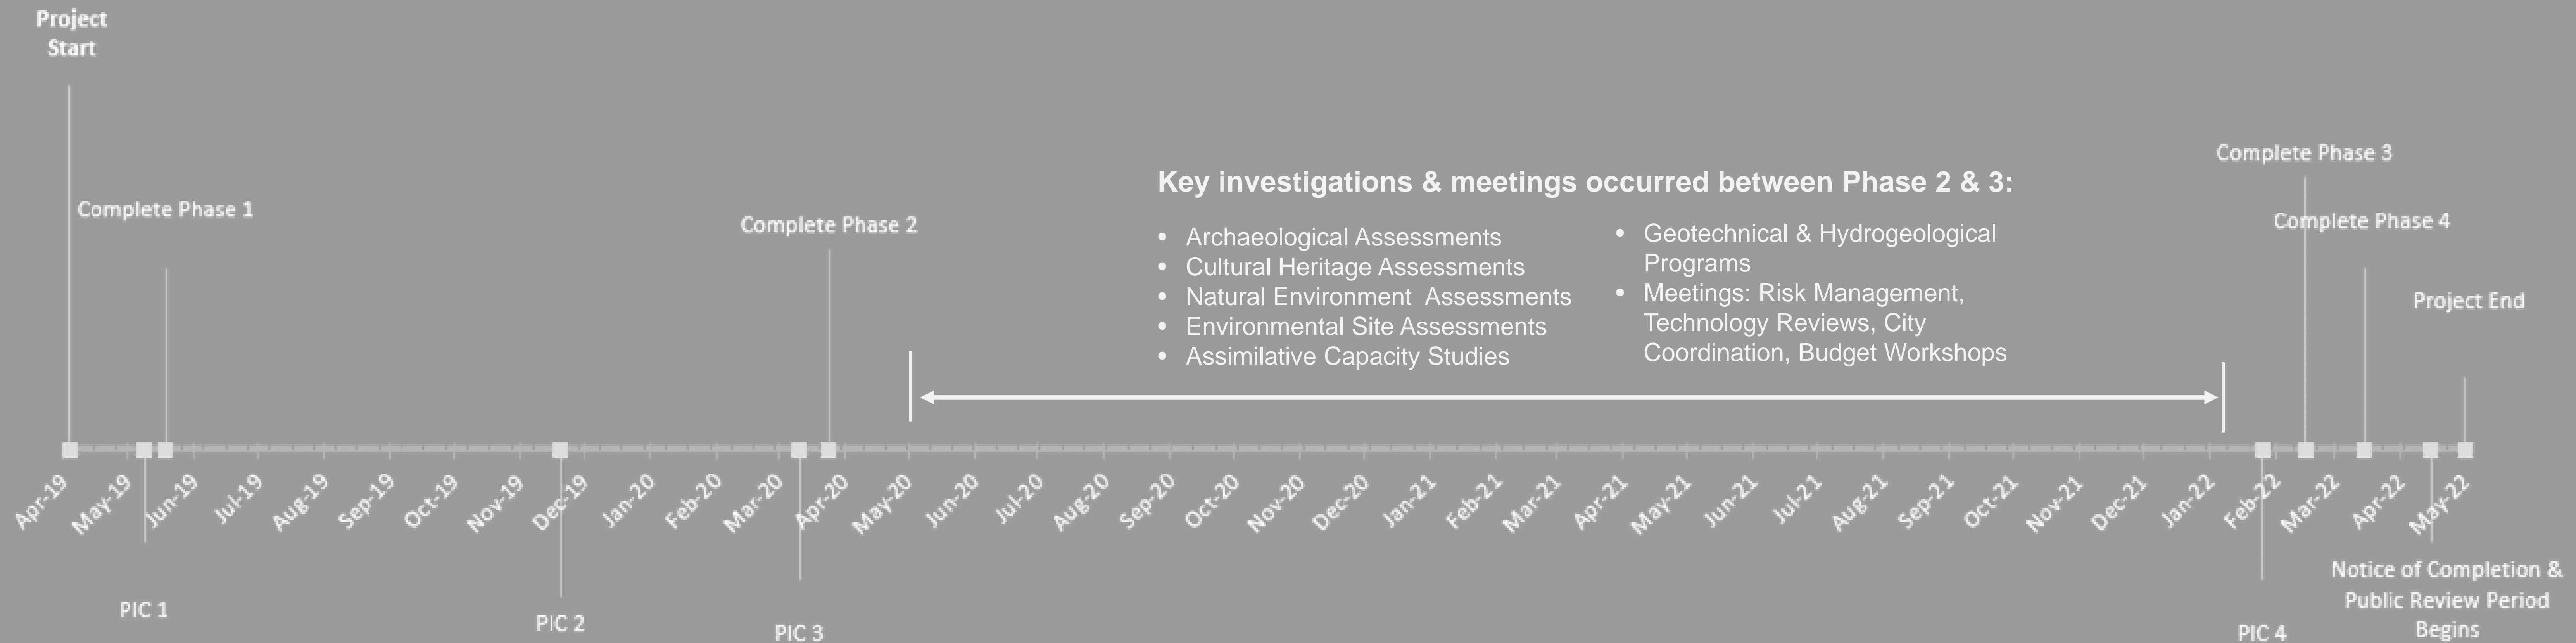 Project
Start
Complete Phase 1
Complete Phase 2
Key investigations & meetings occurred between Phase 2 & 3:
• Archaeological Assessments
• Cultural Heritage Assessments
• Natural Environment  Assessments
• Environmental Site Assessments
• Assimilative Capacity Studies
• Geotechnical & Hydrogeological
Programs
• Meetings: Risk Management,
Technology Reviews, City
Coordination, Budget Workshops
Complete Phase 3
Complete Phase 4
Project End
Apr-19
May-19
Jun-19
Jul-19
Aug-19
Sep-19
Oct-19
Nov-19
Dec-19
Jan-20
Feb-20
Mar-20
Apr-20
May-20
Jun-20
Jul-20
Aug-20
Sep-20
Oct-20
Nov-20
Dec-20
Jan-21
Feb-21
Mar-21
Apr-21
May-21
Jun-21
Jul-21
Aug-21
Sep-21
Oct-21
Nov-21
Dec-21
Jan-22
Feb-22
Mar-22
Apr-22
May-22
PIC 1
PIC 2
PIC 3
PIC 4
Notice of Completion &
Public Review Period
Begins